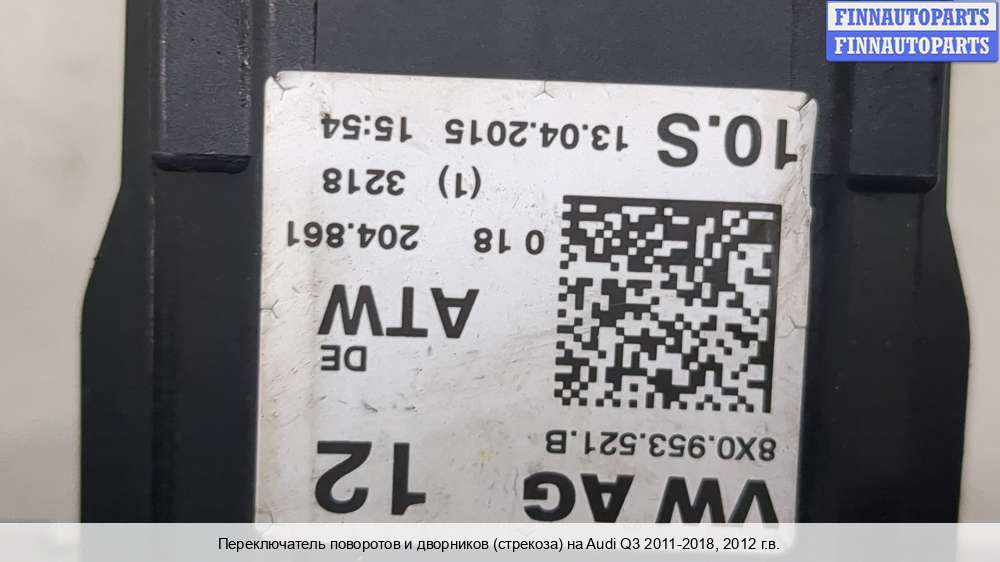 FINNAUTOPARTS
FINNAUTOPARTS
VW AG 12
8X0.953.521.B
DE
ATW
0 18 204.861
(1) 3218
10.S 13.04.2015 15:54
Переключатель поворотов и дворников (стрекоза) на Audi Q3 2011-2018, 2012 г.в.